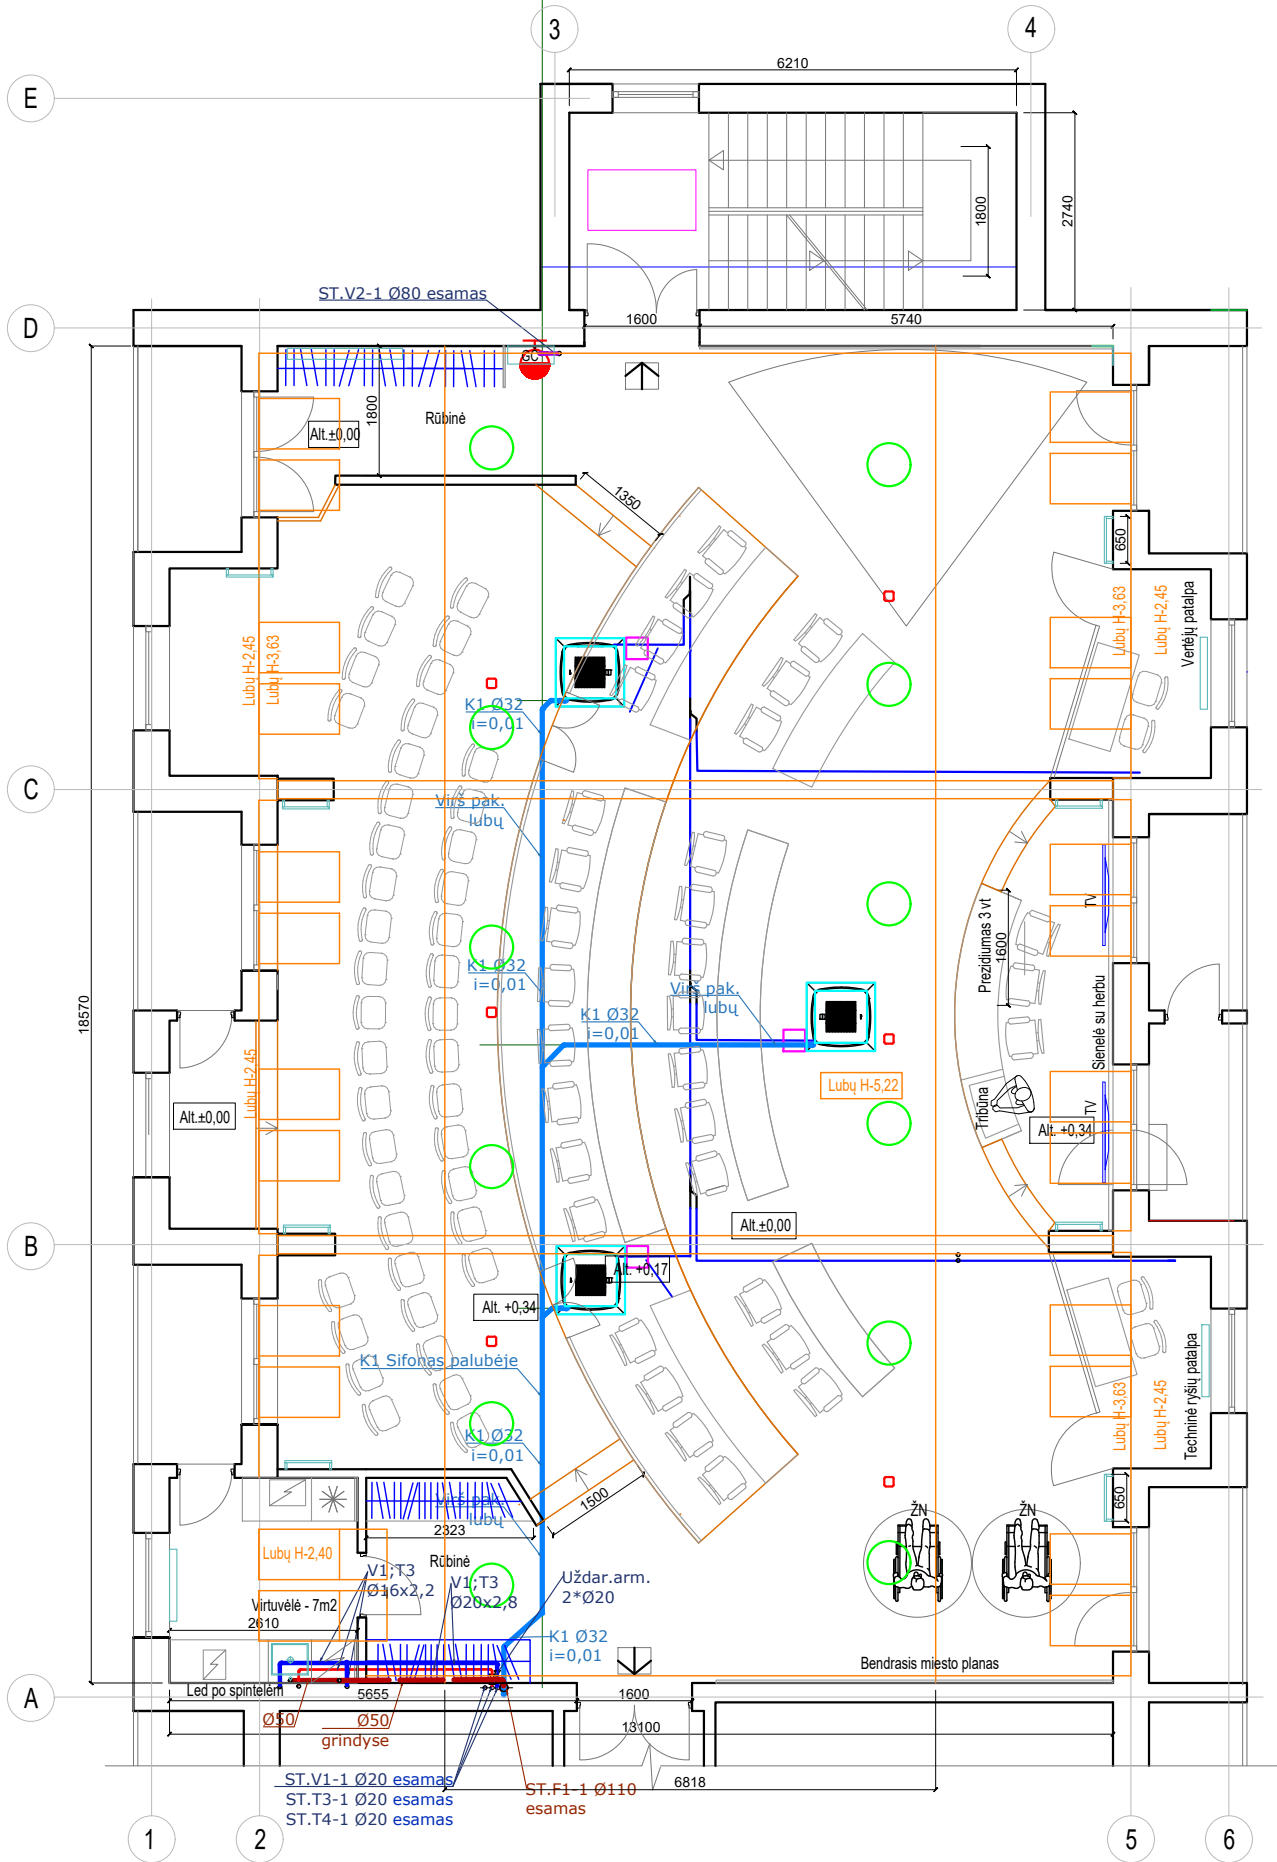 3
4
E
6210
1800
2740
ST.V2-1 Ø80 esamas
D
1600
5740
GC
1800
Rūbinė
Alt.±0,00
1350
650
Lubų H-3,63
Lubų H-2,45
Vertėjų patalpa
Lubų H-2,45
Lubų H-3,63
K1 Ø32
i=0,01
C
Virš pak.
lubų
TV
Prezidiumas 3 vt
1600
K1 Ø32
i=0,01
Virš pak.
lubų
K1 Ø32
i=0,01
18570
Sienelė su herbu
Lubų H-2,45
Lubų H-5,22
Alt.±0,00
Tribūna
TV
Alt. +0,34
Alt.±0,00
B
Alt. +0,17
Alt. +0,34
K1 Sifonas palubėje
Lubų H-3,63
Lubų H-2,45
Techninė ryšių patalpa
K1 Ø32
i=0,01
Virš pak.
lubų
1500
650
2323
ŽN
ŽN
Lubų H-2,40
Rūbinė
V1;T3
Ø16x2,2
V1;T3
Ø20x2,8
Uždar.arm.
2*Ø20
Virtuvėlė - 7m2
2610
K1 Ø32
i=0,01
Bendrasis miesto planas
Led po spintelėm
A
5655
1600
Ø50
Ø50
grindyse
13100
ST.V1-1 Ø20 esamas
ST.T3-1 Ø20 esamas
ST.T4-1 Ø20 esamas
ST.F1-1 Ø110
esamas
6818
1
2
5
6